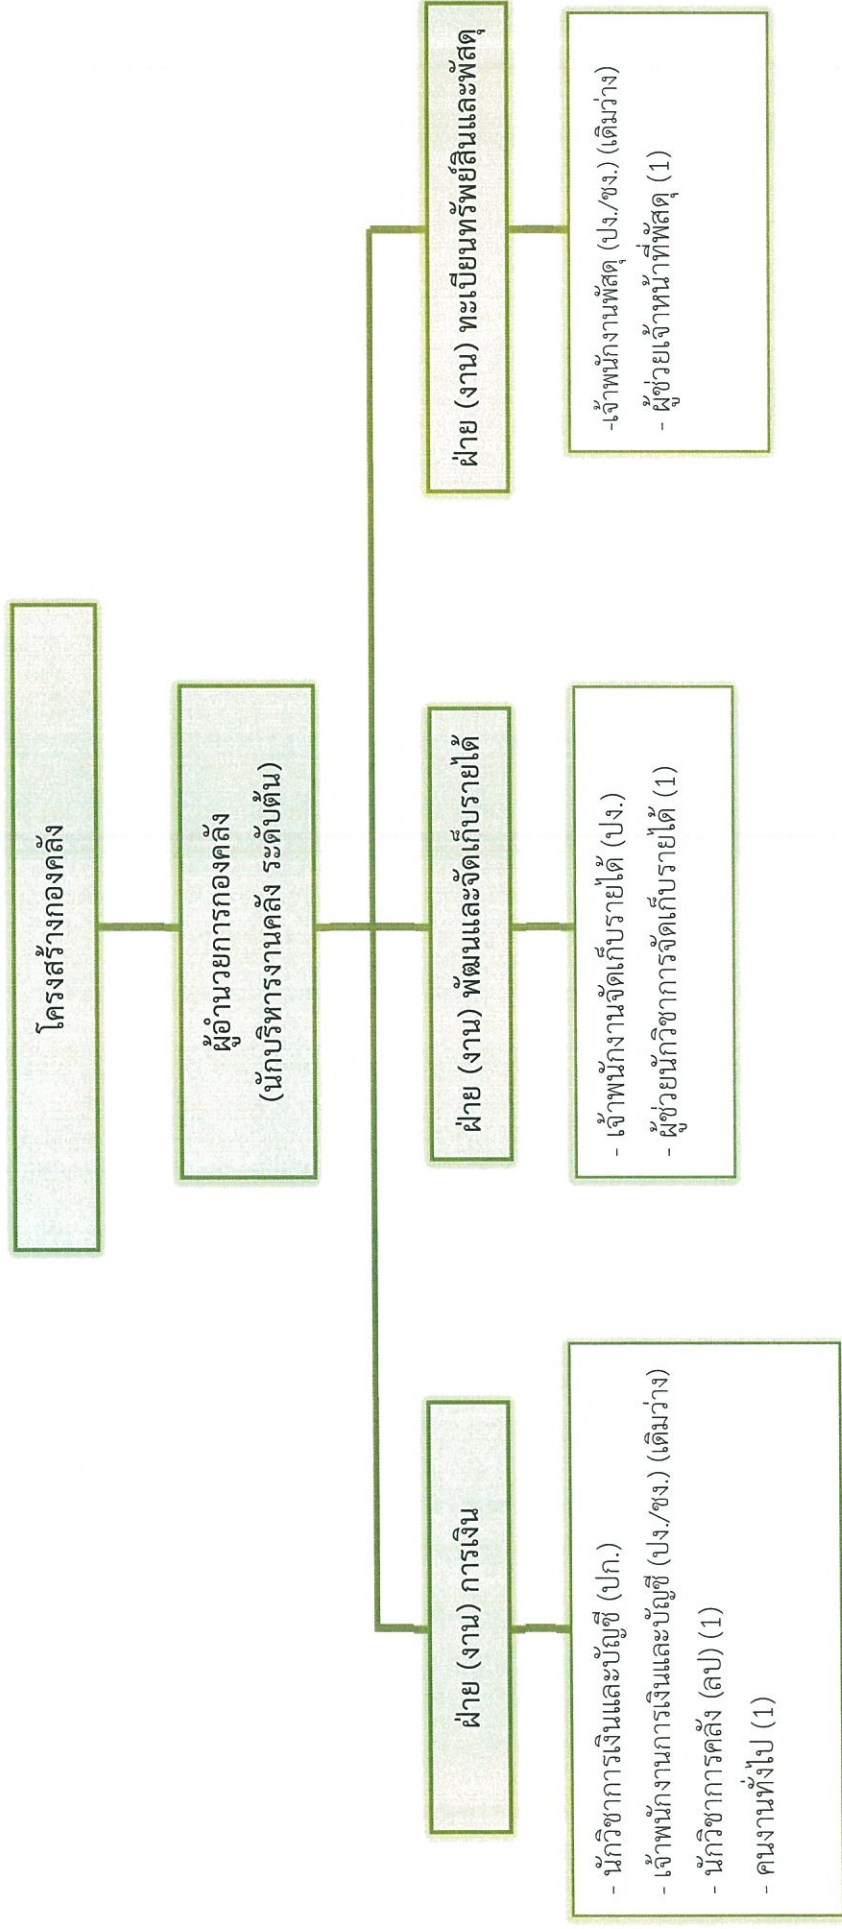 โครงสร้างกองคลัง
ผู้อำนวยการกองคลัง
(นักบริหารงานคลัง ระดับต้น)
ฝ่าย (งาน) การเงิน
- นักวิชาการเงินและบัญชี (ปก.)
- เจ้าพนักงานการเงินและบัญชี (ปง./ชง.) (เดิมว่าง)
- นักวิชาการคลัง (ลป) (1)
- คนงานทั่วไป (1)
ฝ่าย (งาน) พัฒนและจัดเก็บรายได้
- เจ้าพนักงานจัดเก็บรายได้ (ปง.)
- ผู้ช่วยนักวิชาการจัดเก็บรายได้ (1)
ฝ่าย (งาน) ทะเบียนทรัพย์สินและพัสดุ
-เจ้าพนักงานพัสดุ (ปง./ชง.) (เดิมว่าง)
- ผู้ช่วยเจ้าหน้าที่พัสดุ (1)